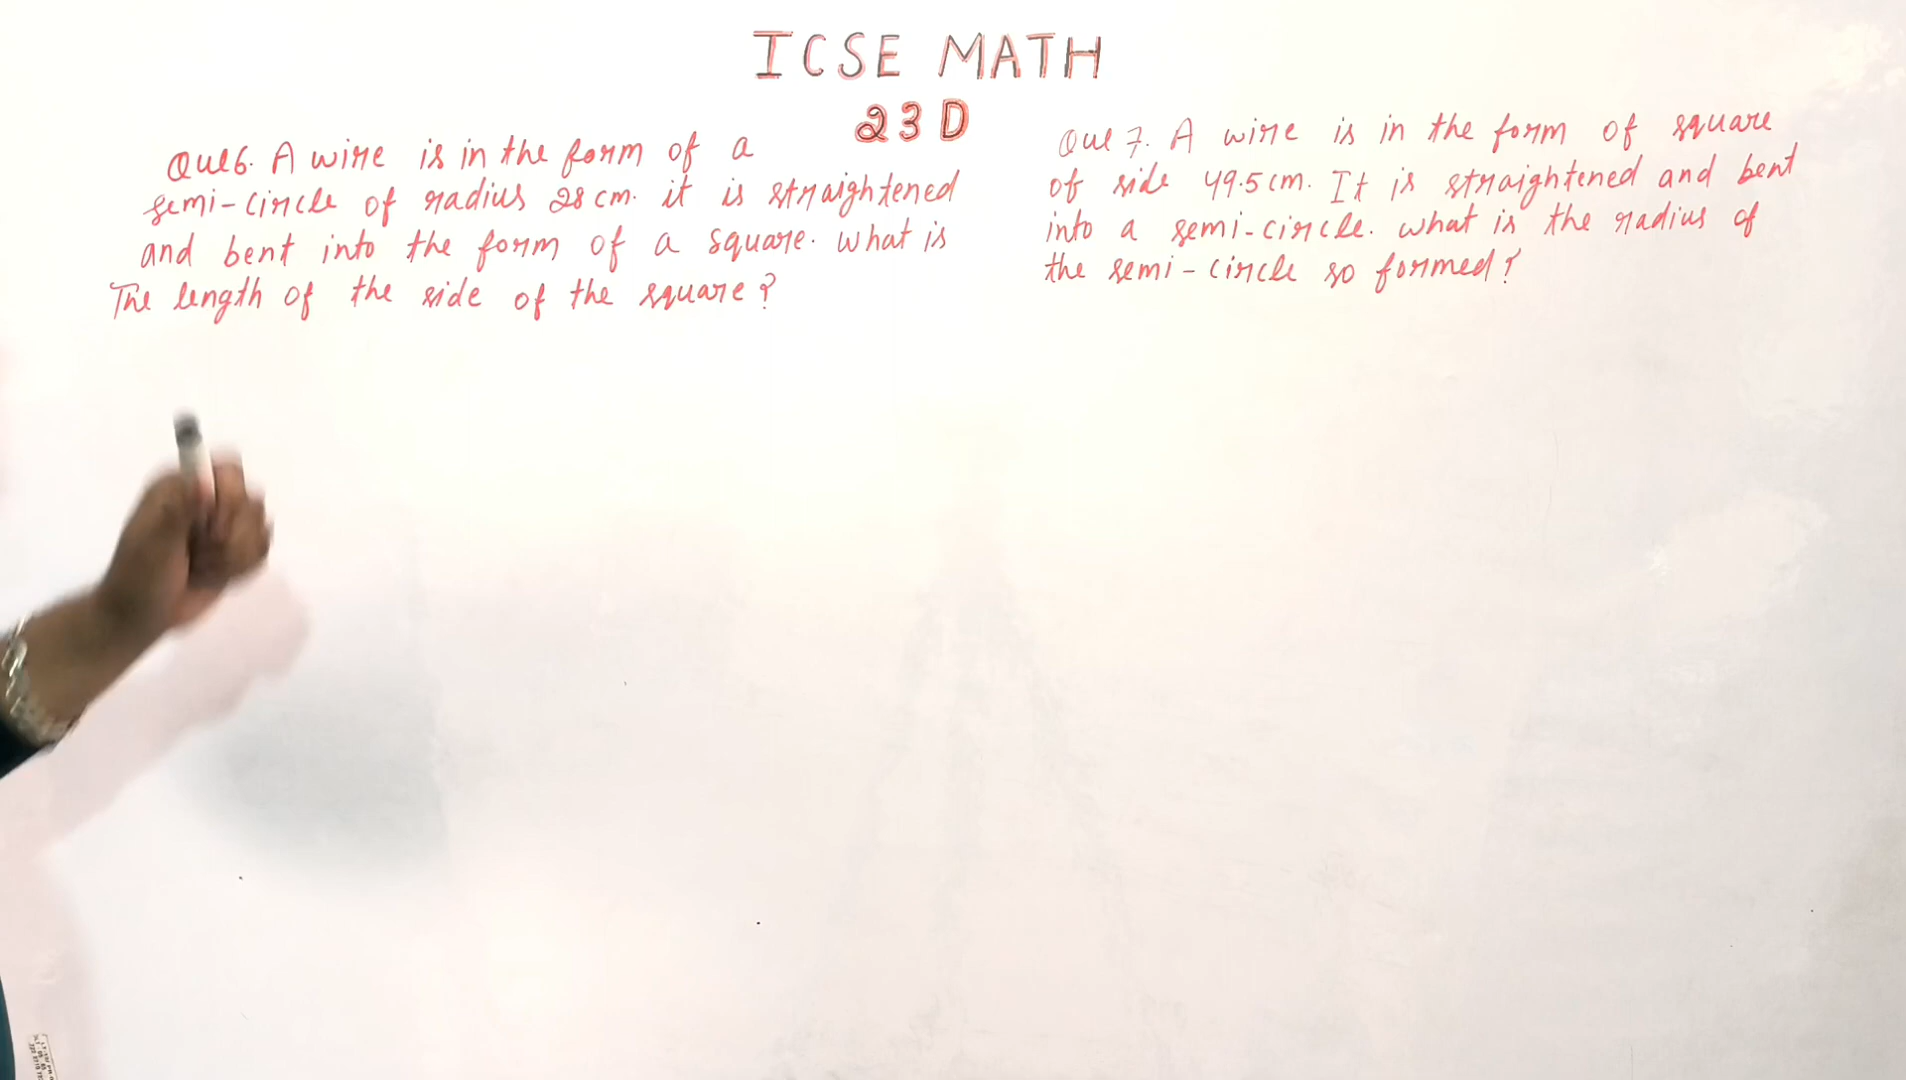 ICSE MATH
23D
Que 6. A wire is in the form of a
semi-circle of radius 28 cm. it is straightened
and bent into the form of a square. what is
The length of the side of the square?
Que 7. A wire is in the form of square
of side 49.5 cm. It is straightened and bent
into a semi-circle. what is the radius of
the semi-circle so formed?